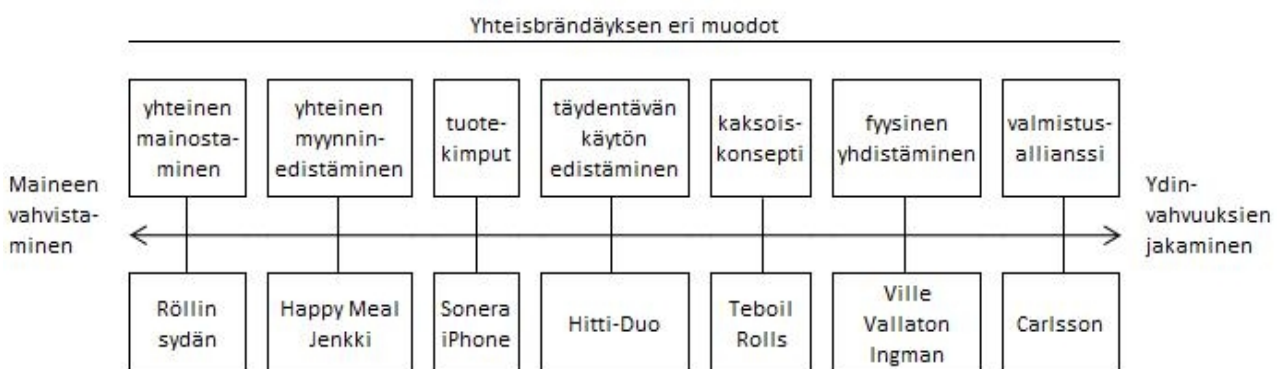 Yhteisbrändäyksen eri muodot
yhteinen
mainosta-
minen
yhteinen
myynnin-
edistäminen
tuote-
kimput
täydentävän
käytön
edistäminen
kaksois-
konsepti
fyysinen
yhdistäminen
valmistus-
allianssi
Maineen
vahvista-
minen
Ydin-
vahvuuksien
jakaminen
Röllin
sydän
Happy Meal
Jenkki
Sonera
iPhone
Hitti-Duo
Teboil
Rolls
Ville
Vallaton
Ingman
Carlsson